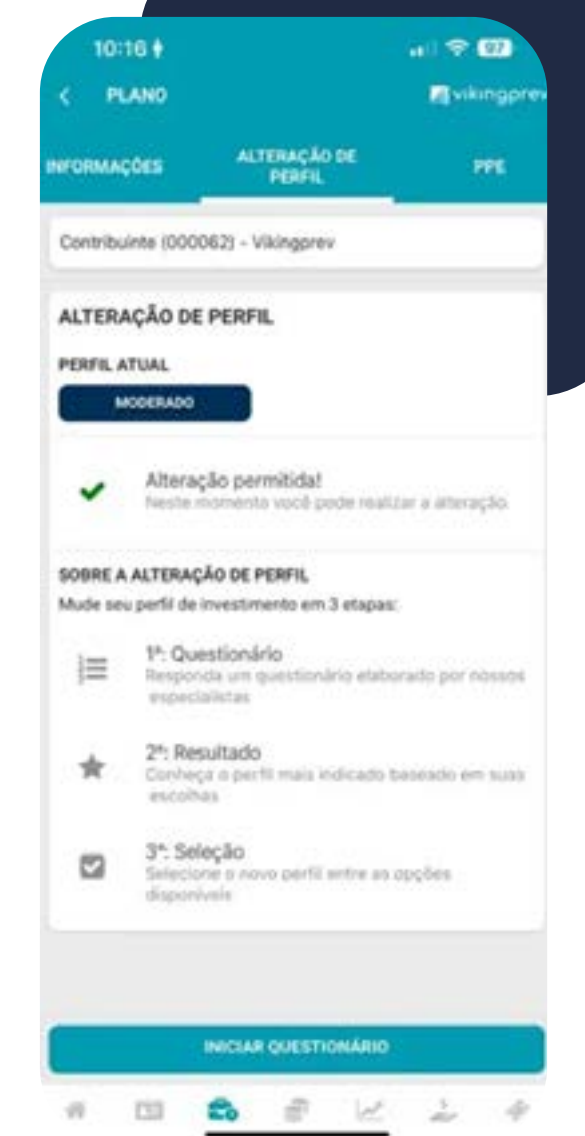 10:16
97
PLANO
vikingprev
INFORMAÇÕES
ALTERAÇÃO DE
PERFIL
PPE
Contribuinte (000062) - Vikingprev
ALTERAÇÃO DE PERFIL
PERFIL ATUAL
MODERADO
Alteração permitida!
Neste momento você pode realizar a alteração.
SOBRE A ALTERAÇÃO DE PERFIL
Mude seu perfil de investimento em 3 etapas:
1ª: Questionário
Responda um questionário elaborado por nossos
especialistas
2ª: Resultado
Conheça o perfil mais indicado baseado em suas
escolhas
3ª: Seleção
Selecione o novo perfil entre as opções
disponíveis
INICIAR QUESTIONÁRIO